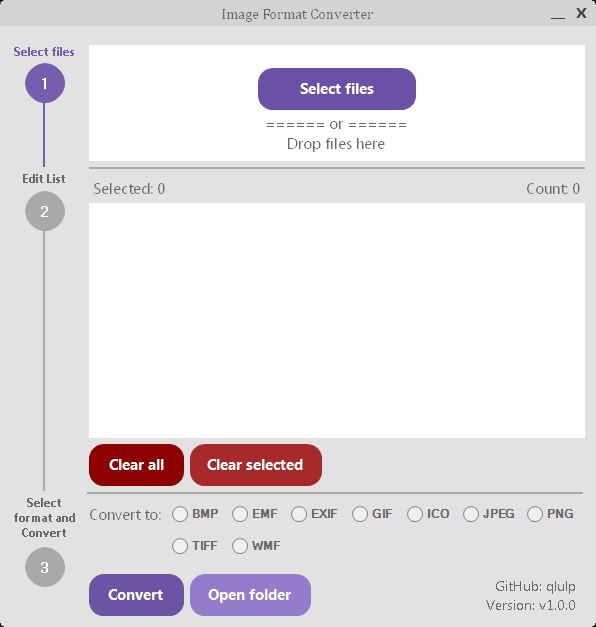 Image Format Converter
Select files
1
Select files
====== or ======
Drop files here
Edit List
Selected: 0
Count: 0
2
Clear all
Clear selected
Select
format and
Convert
3
Convert to:
BMP
EMF
EXIF
GIF
ICO
JPEG
PNG
TIFF
WMF
Convert
Open folder
GitHub: qlulp
Version: v1.0.0